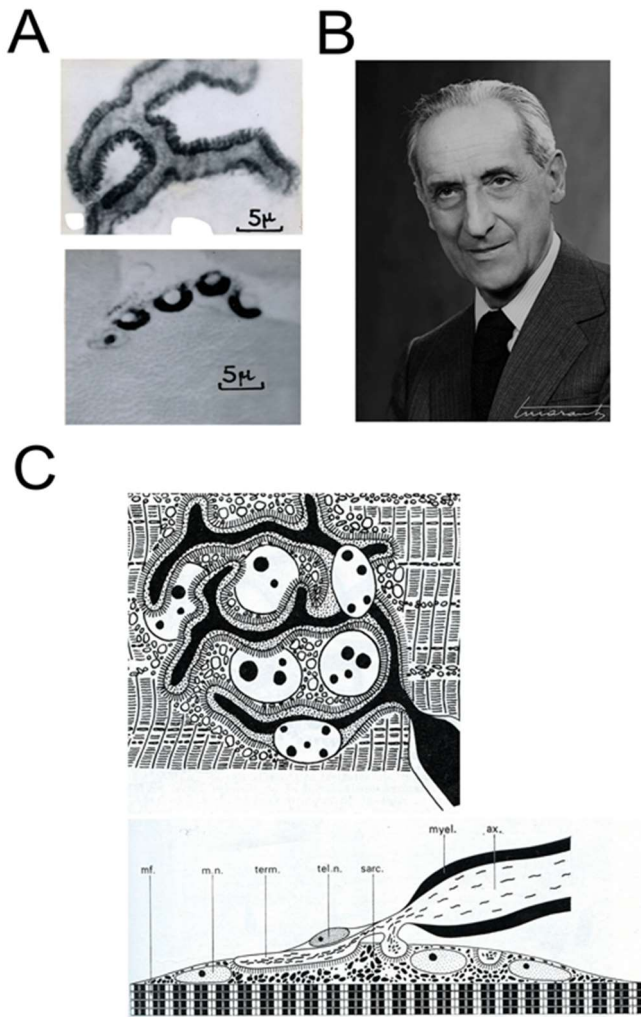 A
B
5μ
5μ
C
myel. ax.
mf. m.n. term. tel.n. sarc.